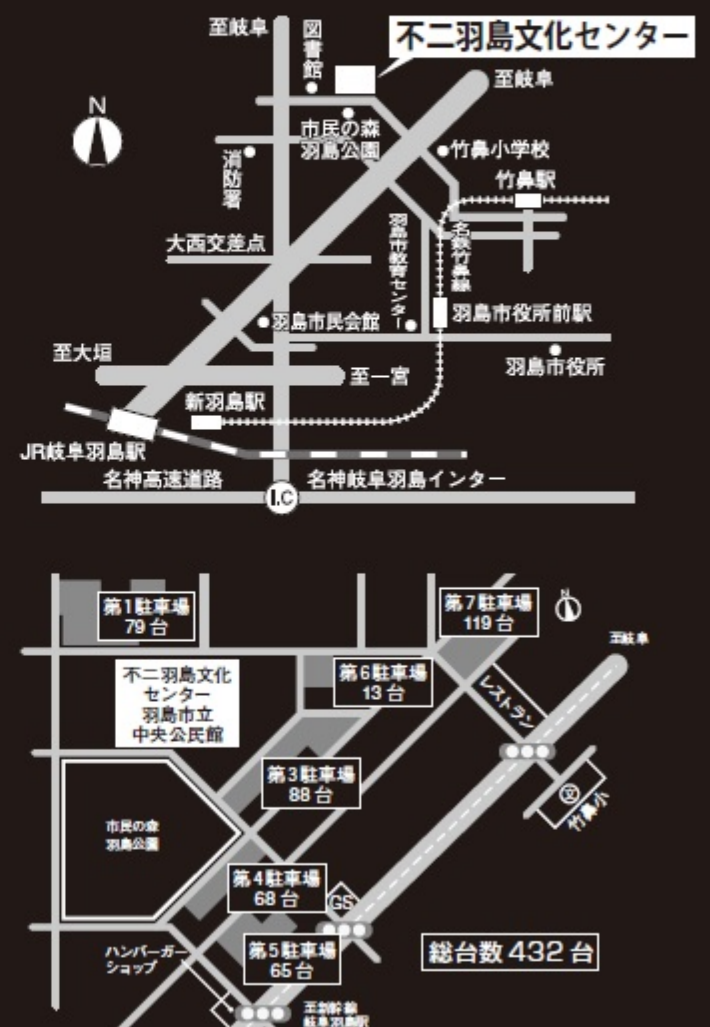 至岐阜
図書館
不二羽島文化センター
至岐阜
N
市民の森
羽島公園
消防署
竹鼻小学校
竹鼻駅
大西交差点
羽島市教育センター
名鉄竹鼻線
羽島市民会館
羽島市役所前駅
至大垣
至一宮
羽島市役所
新羽島駅
JR岐阜羽島駅
名神高速道路
I.C
名神岐阜羽島インター
第1駐車場
79台
第7駐車場
119台
N
至岐阜
不二羽島文化
センター
羽島市立
中央公民館
第6駐車場
13台
レストラン
第3駐車場
88台
文
竹鼻小
市民の森
羽島公園
第4駐車場
68台
GS
ハンバーガー
ショップ
第5駐車場
65台
総台数 432 台
至新幹線
岐阜羽島駅